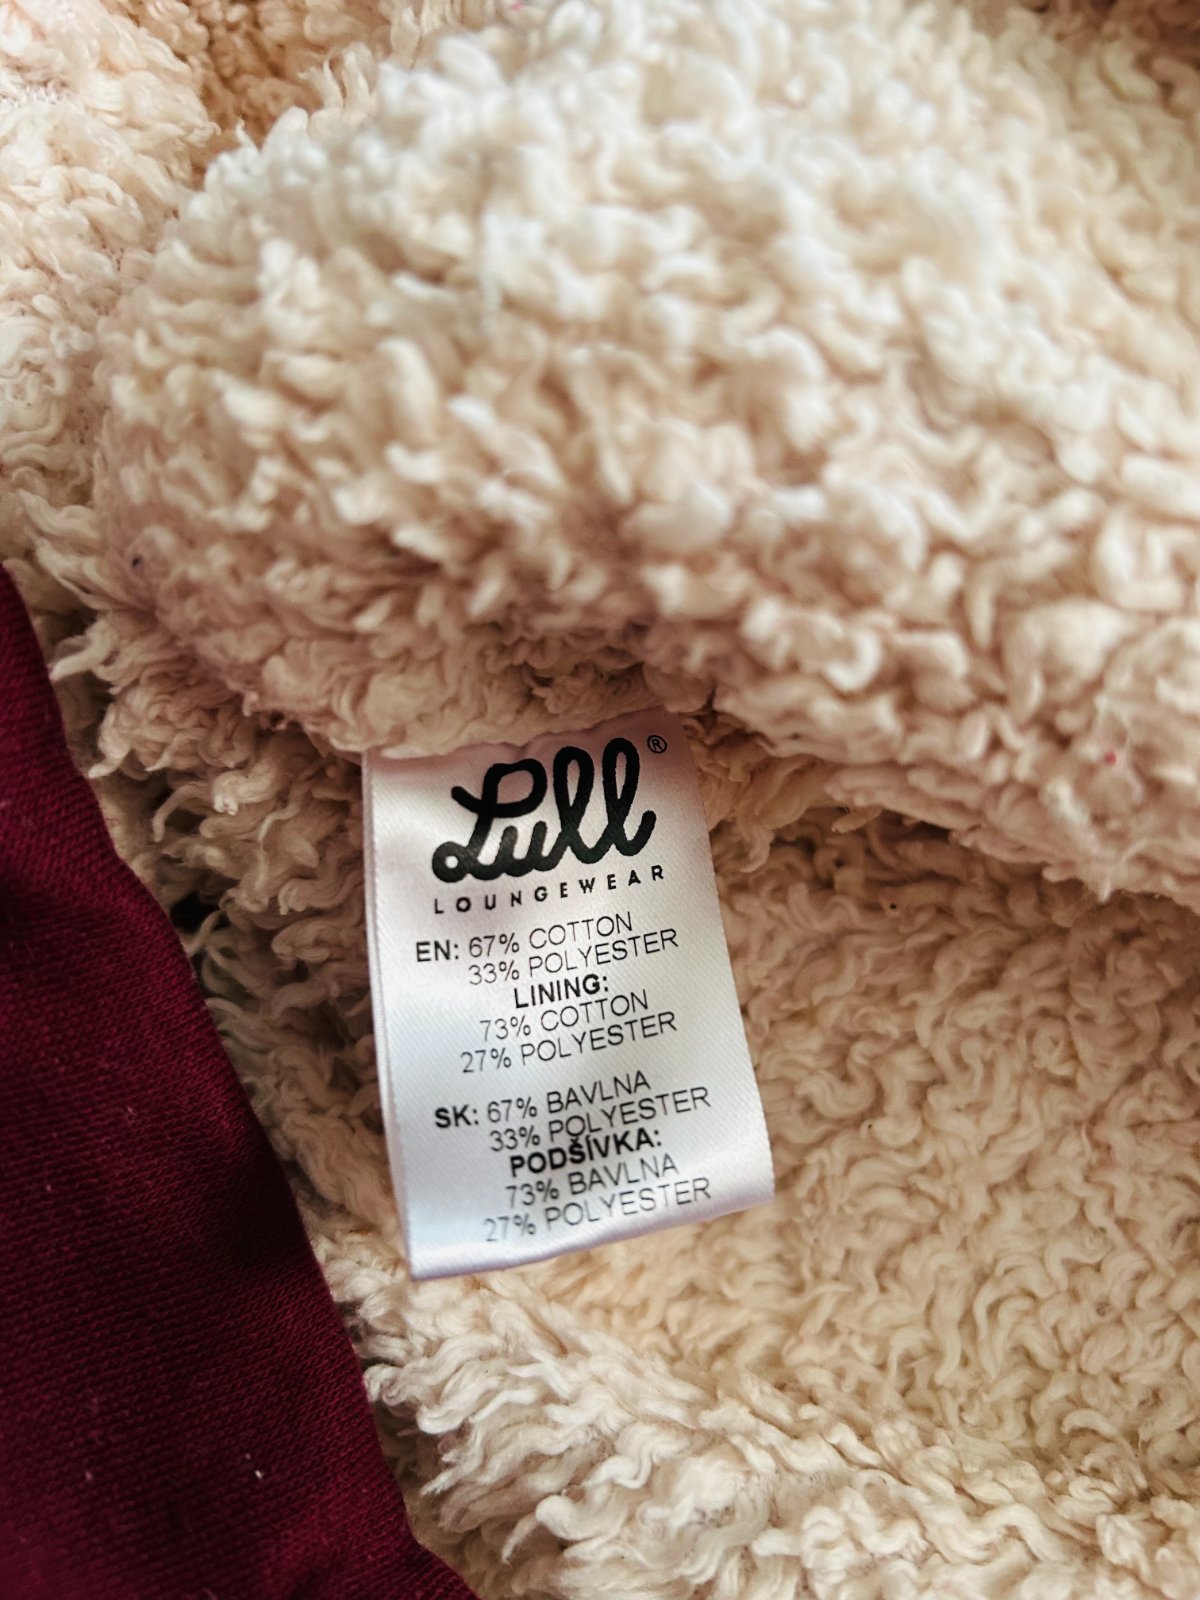 Lull®
LOUNGEWEAR
EN: 67% COTTON
33% POLYESTER
LINING:
73% COTTON
27% POLYESTER
SK: 67% BAVLNA
33% POLYESTER
PODŠÍVKA:
73% BAVLNA
27% POLYESTER